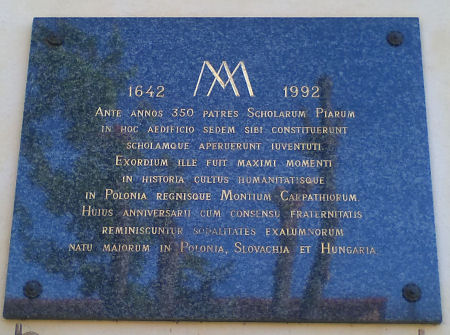 1642 1992
ANTE ANNOS 350 PATRES SCHOLARUM PIARUM
IN HOC AEDIFICIO SEDEM SIBI CONSTITUERUNT
SCHOLAMQUE APERUERUNT IUVENTUTI.
EXORDIUM ILLE FUIT MAXIMI MOMENTI
IN HISTORIA CULTUS HUMANITATISQUE
IN POLONIA REGNISQUE MONTIUM CARPATHIORUM.
HUIUS ANNIVERSARII CUM CONSENSU FRATERNITATIS
REMINISCUNTUR SODALITATES EXALUMNORUM
NATU MAIORUM IN POLONIA, SLOVACHIA ET HUNGARIA